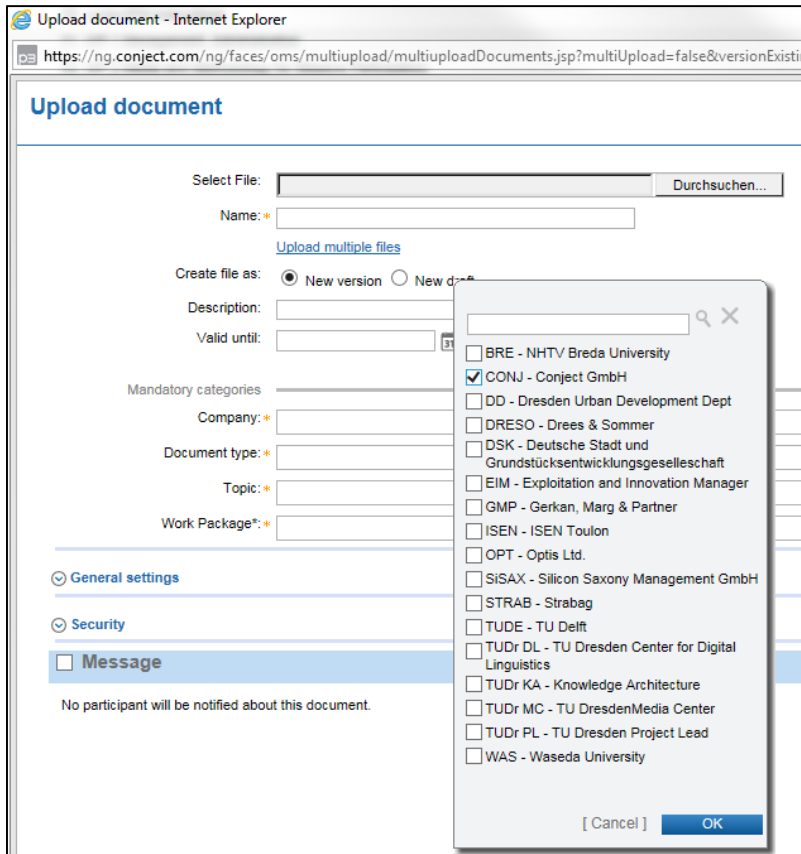 Upload document - Internet Explorer
https://ng.conject.com/ng/faces/oms/multiupload/multiuploadDocuments.jsp?multiUpload=false&versionExisti
Upload document
Select File:
Durchsuchen...
Name:*
Upload multiple files
Create file as:
New version
New draft
Description:
Valid until:
31
Mandatory categories
Company:*
Document type:*
Topic:*
Work Package*:*
General settings
Security
Message
No participant will be notified about this document.
BRE - NHTV Breda University
CONJ - Conject GmbH
DD - Dresden Urban Development Dept
DRESO - Drees & Sommer
DSK - Deutsche Stadt und
Grundstücksentwicklungsgeselleschaft
EIM - Exploitation and Innovation Manager
GMP - Gerkan, Marg & Partner
ISEN - ISEN Toulon
OPT - Optis Ltd.
SiSAX - Silicon Saxony Management GmbH
STRAB - Strabag
TUDE - TU Delft
TUDr DL - TU Dresden Center for Digital
Linguistics
TUDr KA - Knowledge Architecture
TUDr MC - TU DresdenMedia Center
TUDr PL - TU Dresden Project Lead
WAS - Waseda University
[ Cancel ]
OK